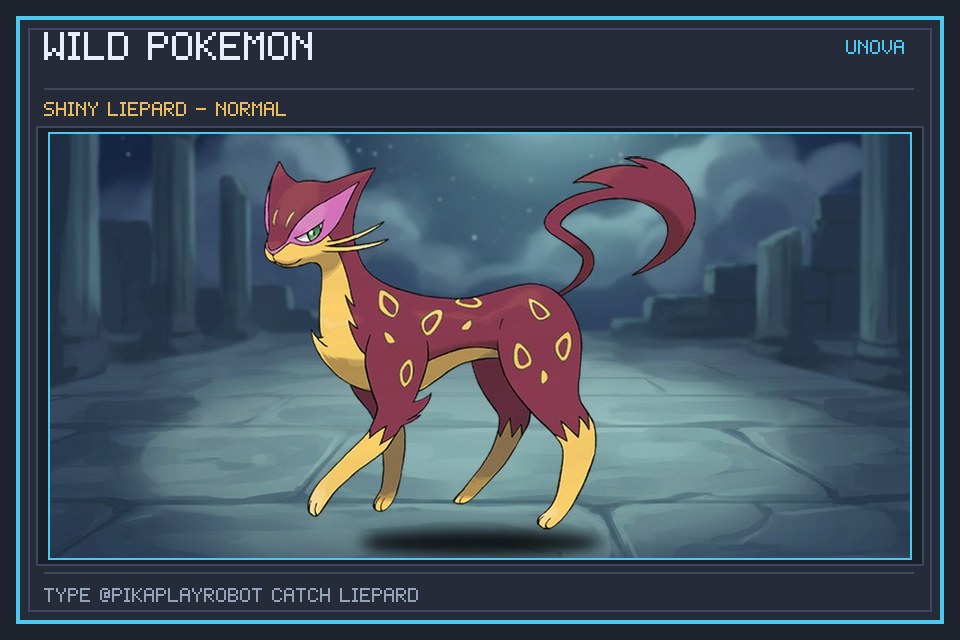 WILD POKEMON
UNOVA
SHINY LIEPARD - NORMAL
TYPE @PIKAPLAYROBOT CATCH LIEPARD